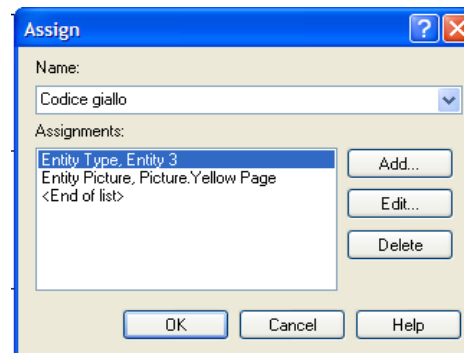 Assign
Name:
Codice giallo
Assignments:
Entity Type, Entity 3
Entity Picture, Picture.Yellow Page
<End of list>
Add...
Edit...
Delete
OK
Cancel
Help